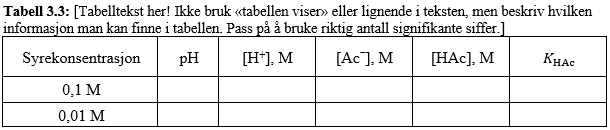 Tabell 3.3: [Tabelltekst her! Ikke bruk «tabellen viser» eller lignende i teksten, men beskriv hvilken
informasjon man kan finne i tabellen. Pass på å bruke riktig antall signifikante siffer.]
Syrekonsentrasjon pH [H⁺], M [Ac⁻], M [HAc], M K_HAc
0,1 M
0,01 M